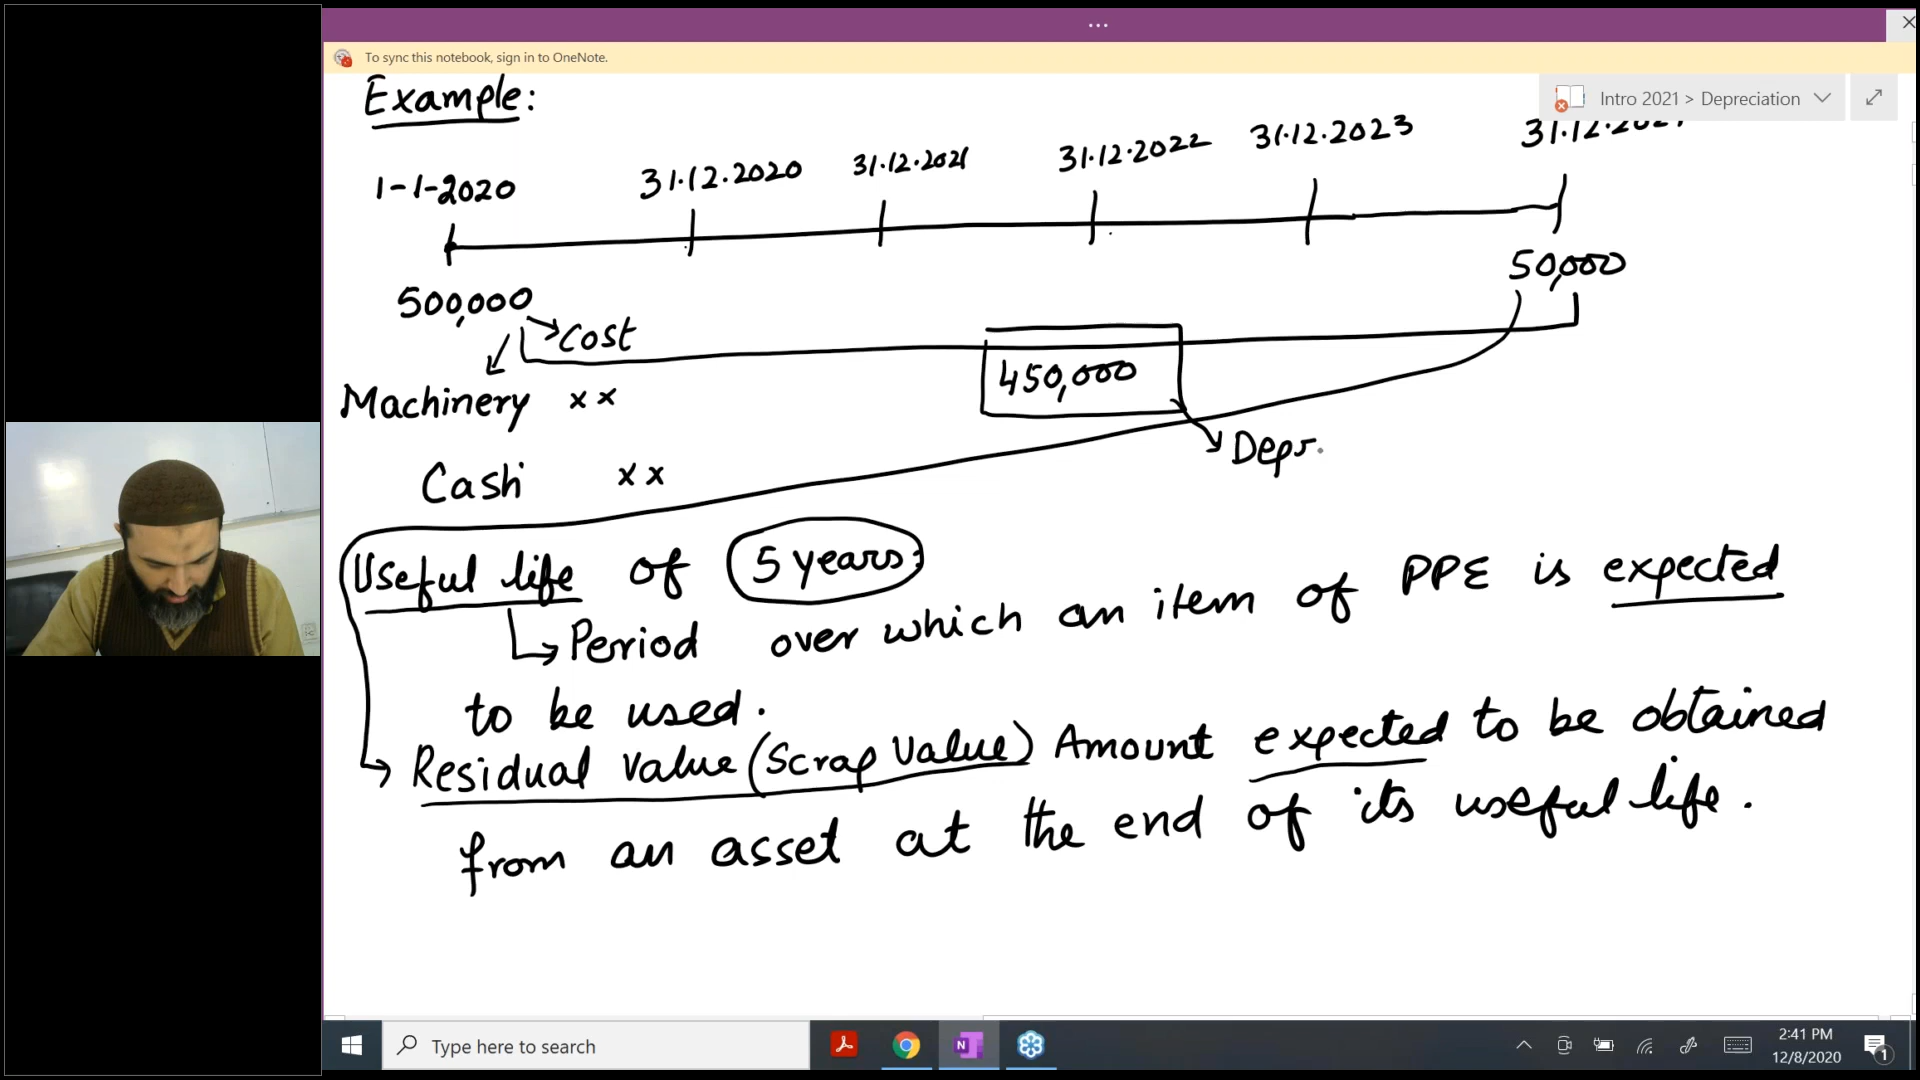 ...
To sync this notebook, sign in to OneNote.
Intro 2021 > Depreciation
Example:
1-1-2020 31.12.2020 31.12.2021 31.12.2022 31.12.2023
500,000 50,000
Cost
450,000
Machinery x x
Depr.
Cash x x
Useful life of 5 years:
Period over which an item of PPE is expected
to be used.
Residual Value (Scrap Value) Amount expected to be obtained
from an asset at the end of its useful life.
Type here to search
2:41 PM
12/8/2020
1